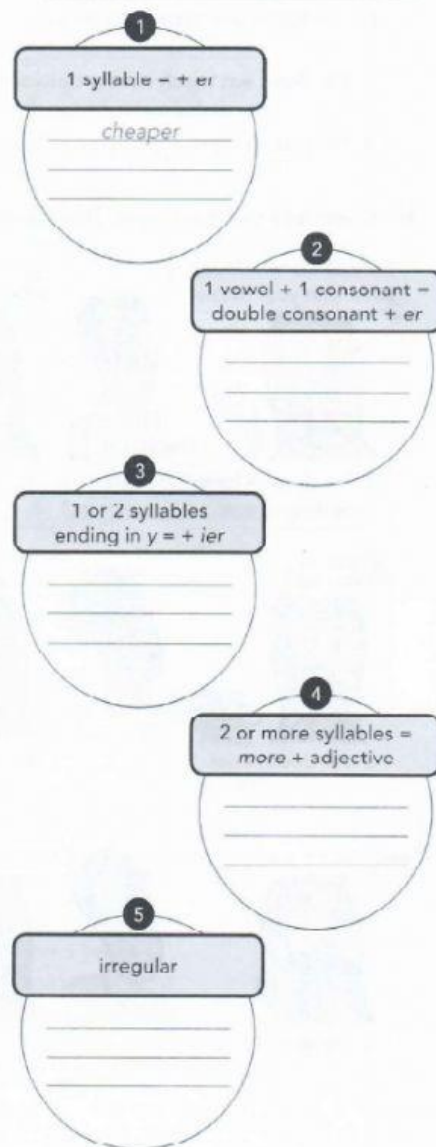 1
1 syllable = + er
cheaper
2
1 vowel + 1 consonant =
double consonant + er
3
1 or 2 syllables
ending in y = + ier
4
2 or more syllables =
more + adjective
5
irregular